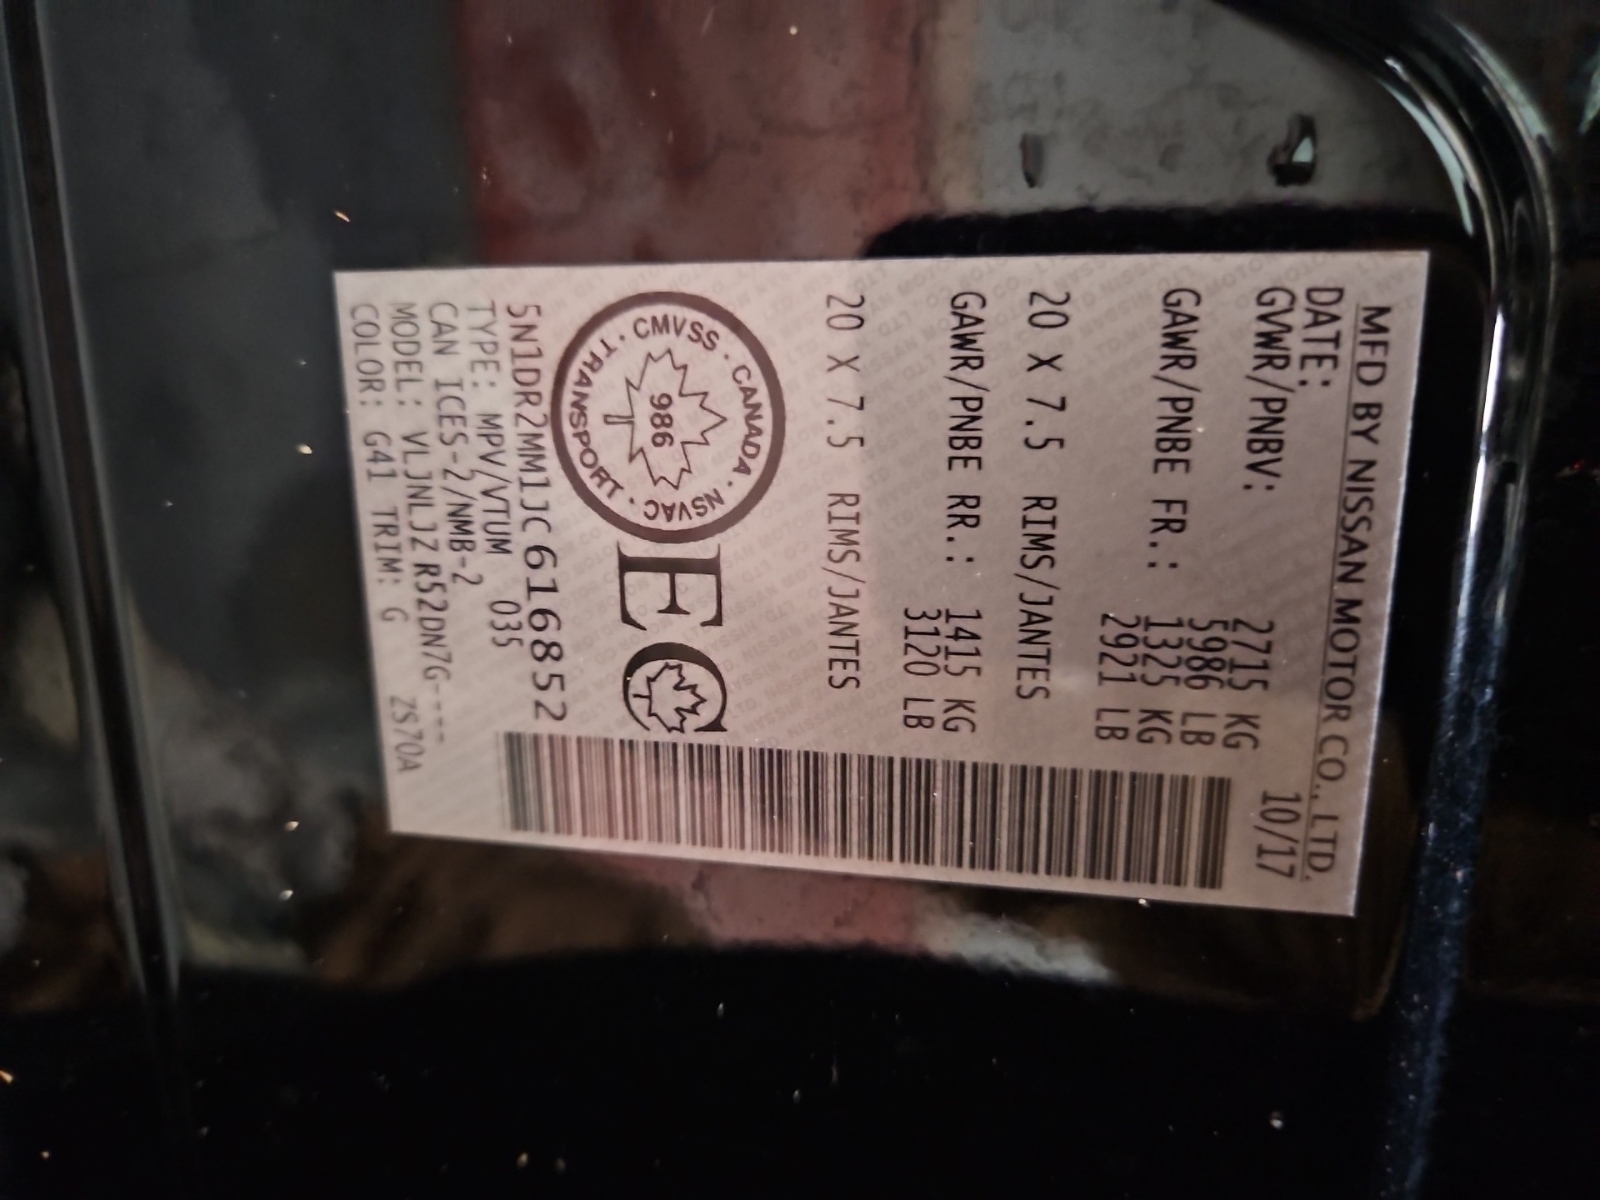 MFD BY NISSAN MOTOR CO., LTD.
DATE: 10/17
GVWR/PNBV: 2715 KG
5986 LB
GAWR/PNBE FR.: 1325 KG
2921 LB
20 X 7.5 RIMS/JANTES
GAWR/PNBE RR.: 1415 KG
3120 LB
20 X 7.5 RIMS/JANTES
CMVSS · CANADA · NSVAC · TRANSPORT ·
986
EC
5N1DR2MM1JC616852
TYPE: MPV/VTUM 035
CAN ICES-2/NMB-2
MODEL: VLJNLJZ R52DN7G----
COLOR: G41 TRIM: G ZS70A